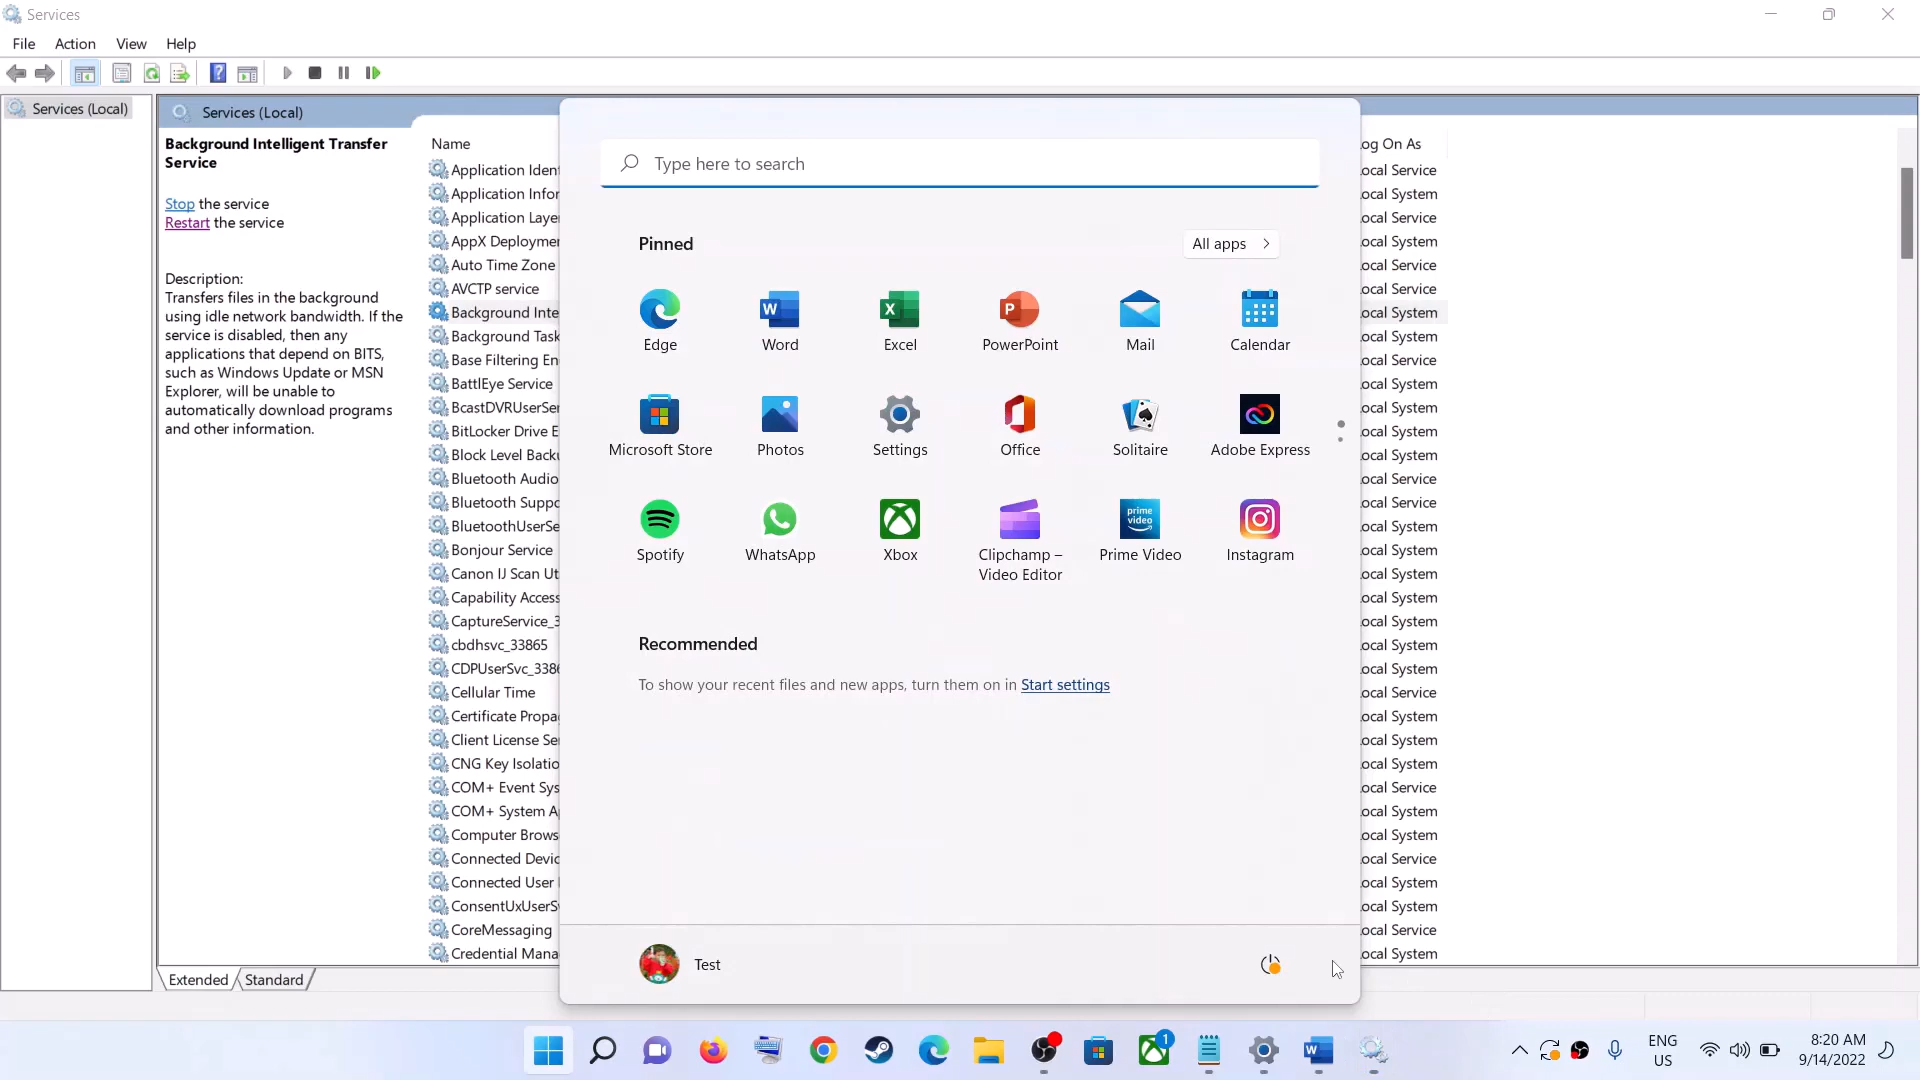 Services
File Action View Help
Services (Local)
Services (Local)
Background Intelligent Transfer
Service
Stop the service
Restart the service
Description:
Transfers files in the background
using idle network bandwidth. If the
service is disabled, then any
applications that depend on BITS,
such as Windows Update or MSN
Explorer, will be unable to
automatically download programs
and other information.
Name
Application Iden
Application Infor
Application Laye
AppX Deployme
Auto Time Zone
AVCTP service
Background Inte
Background Task
Base Filtering En
BattlEye Service
BcastDVRUserSe
BitLocker Drive E
Block Level Back
Bluetooth Audio
Bluetooth Suppo
BluetoothUserSe
Bonjour Service
Canon IJ Scan Ut
Capability Access
CaptureService_3
cbdhsvc_33865
CDPUserSvc_3386
Cellular Time
Certificate Propa
Client License Se
CNG Key Isolatio
COM+ Event Sys
COM+ System A
Computer Brows
Connected Devic
Connected User
ConsentUxUserS
CoreMessaging
Credential Mana
Type here to search
Pinned
All apps
Edge Word Excel PowerPoint Mail Calendar
Microsoft Store Photos Settings Office Solitaire Adobe Express
prime
video
Spotify WhatsApp Xbox Clipchamp – Prime Video Instagram
Video Editor
Recommended
To show your recent files and new apps, turn them on in Start settings
Test
og On As
ocal Service
ocal System
ocal Service
ocal System
ocal Service
ocal Service
ocal System
ocal System
ocal Service
ocal System
ocal System
ocal System
ocal System
ocal Service
ocal Service
ocal System
ocal System
ocal System
ocal System
ocal System
ocal System
ocal System
ocal Service
ocal System
ocal System
ocal System
ocal Service
ocal System
ocal System
ocal Service
ocal System
ocal System
ocal Service
ocal System
Extended Standard
1
ENG
US
8:20 AM
9/14/2022